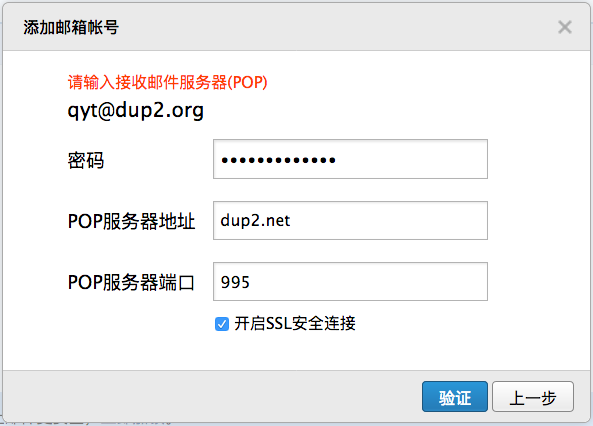 添加邮箱帐号
请输入接收邮件服务器(POP)
qyt@dup2.org
密码 •••••••••••••
POP服务器地址 dup2.net
POP服务器端口 995
开启SSL安全连接
验证 上一步